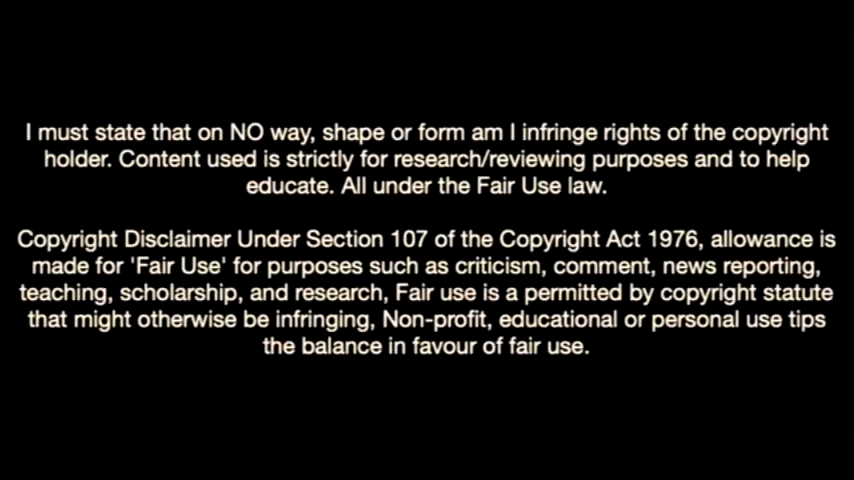 I must state that on NO way, shape or form am I infringe rights of the copyright
holder. Content used is strictly for research/reviewing purposes and to help
educate. All under the Fair Use law.
Copyright Disclaimer Under Section 107 of the Copyright Act 1976, allowance is
made for 'Fair Use' for purposes such as criticism, comment, news reporting,
teaching, scholarship, and research, Fair use is a permitted by copyright statute
that might otherwise be infringing, Non-profit, educational or personal use tips
the balance in favour of fair use.